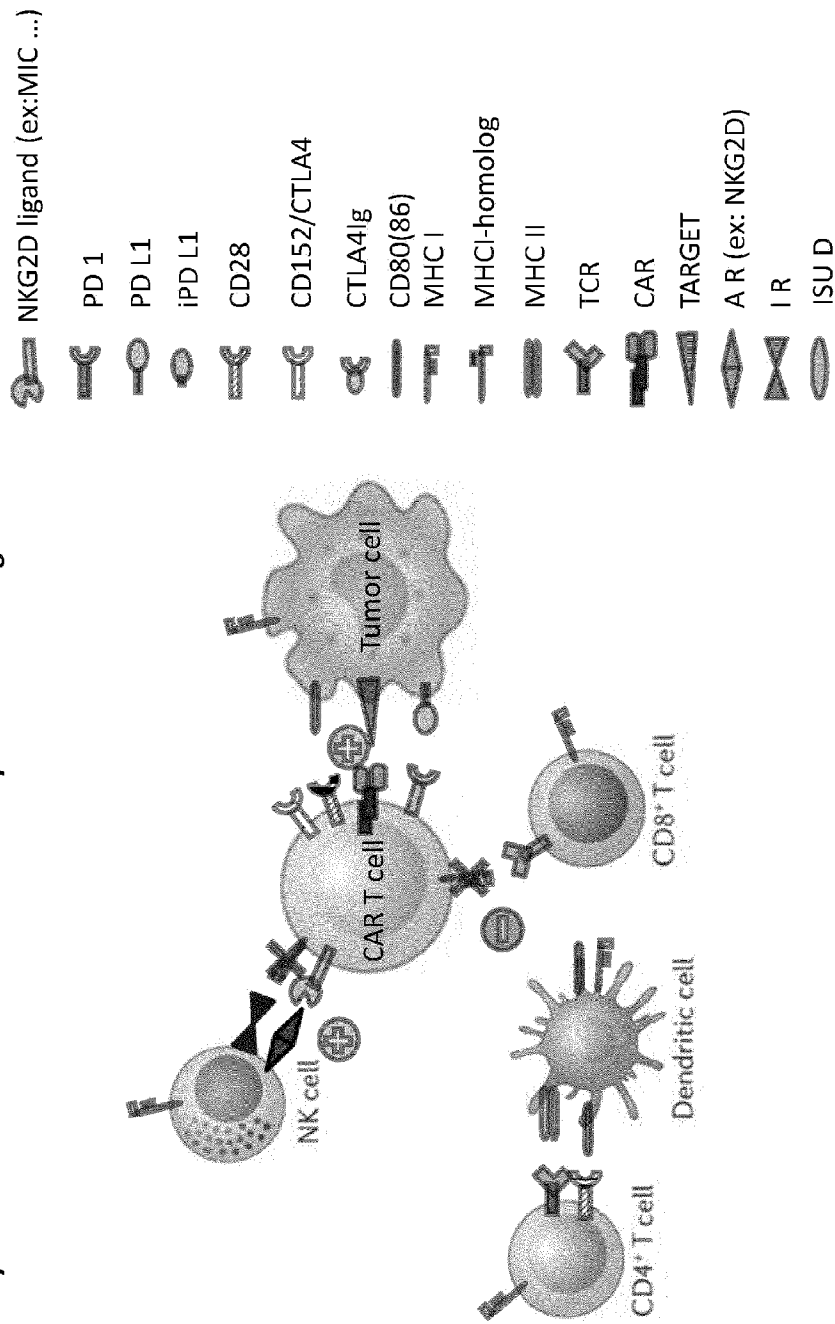 NKG2D ligand (ex:MIC ...)
PD 1
PD L1
iPD L1
CD28
CD152/CTLA4
CTLA4Ig
CD80(86)
MHC I
MHCI-homolog
MHC II
TCR
CAR
TARGET
A R (ex: NKG2D)
I R
ISU D
NK cell
CAR T cell
Tumor cell
CD4⁺ T cell
Dendritic cell
CD8⁺ T cell